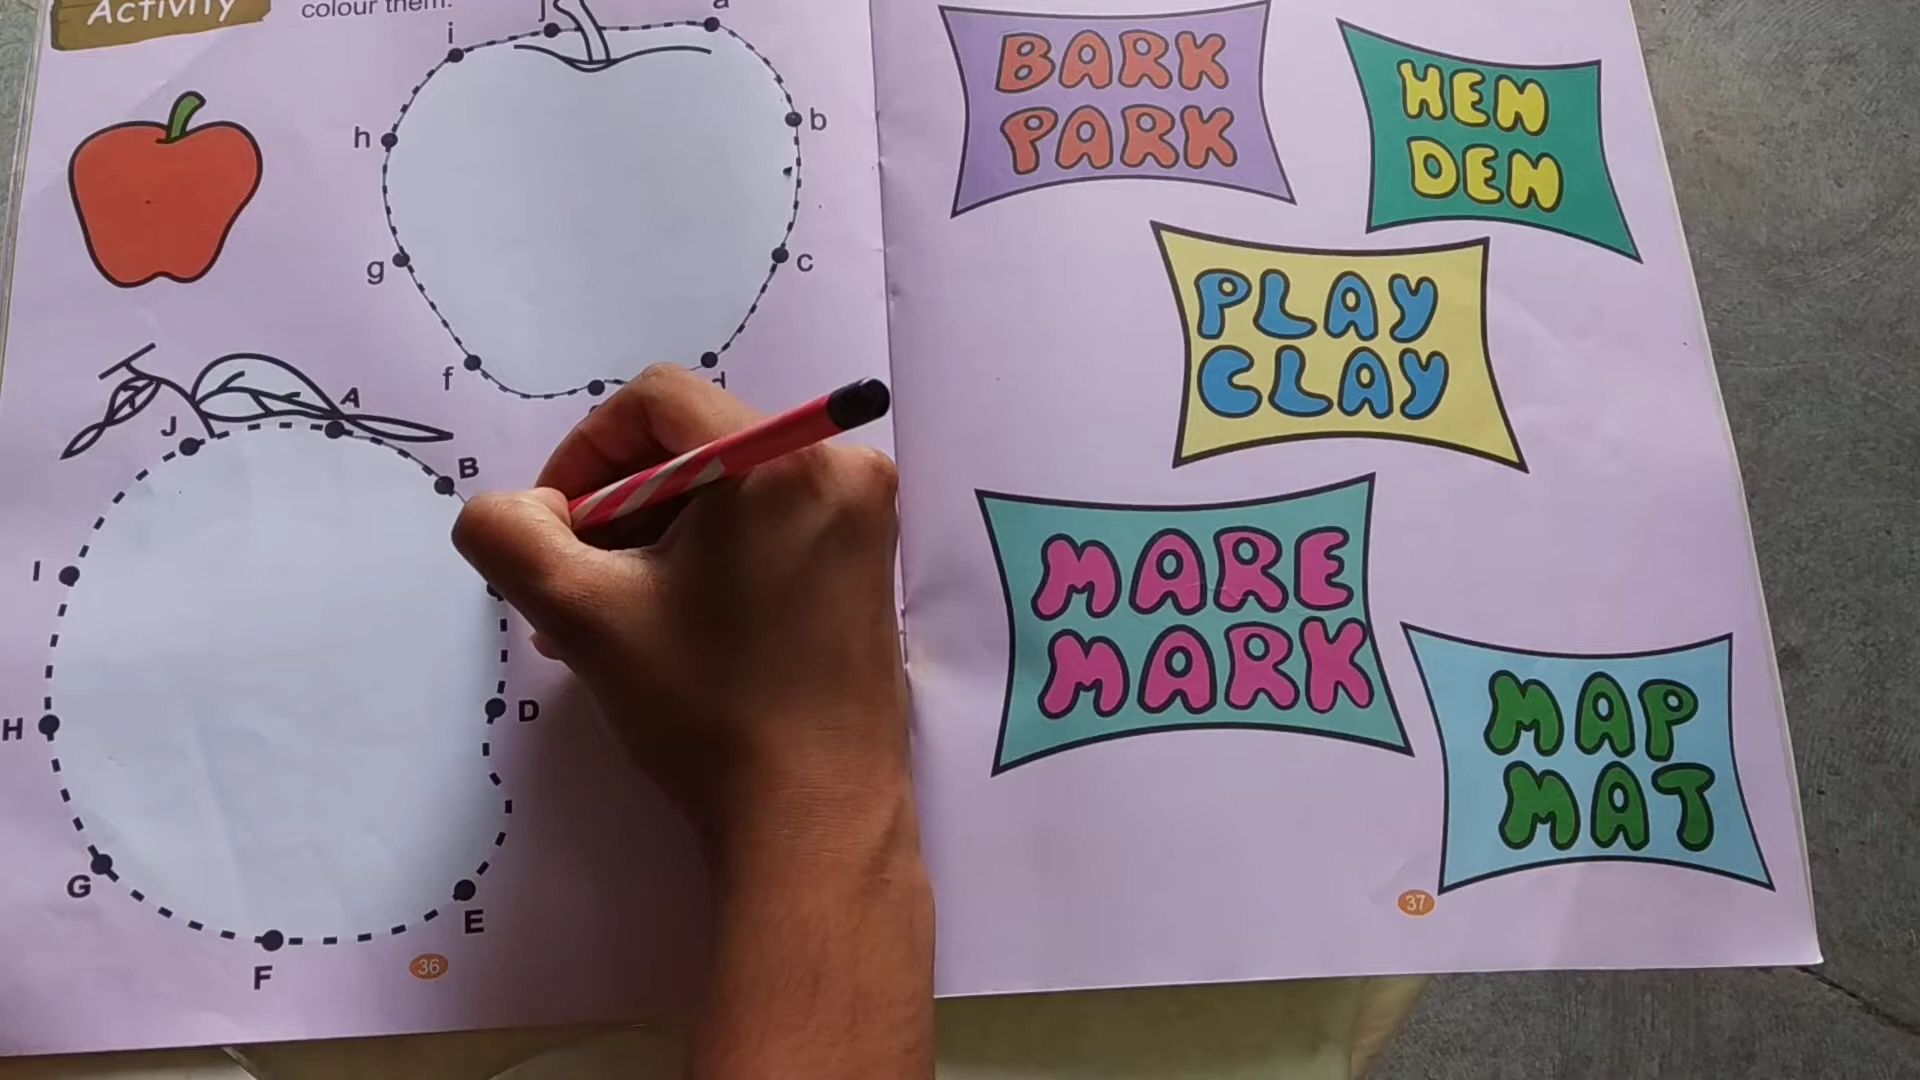 Activity
colour them.
j
a
i
b
h
c
g
f
d
A
J
B
I
D
H
G
E
F
36
BARK
PARK
HEN
DEN
PLAY
CLAY
MARE
MARK
MAP
MAT
37